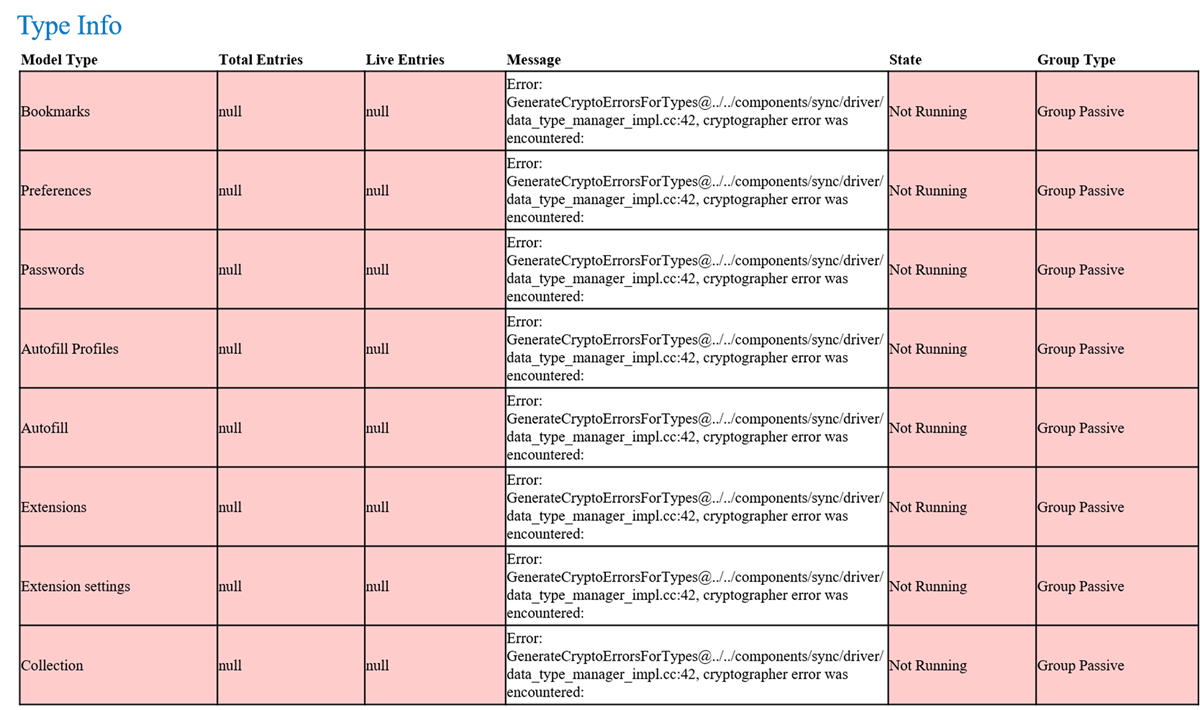 Type Info
Model Type Total Entries Live Entries Message State Group Type
Bookmarks null null Error:
GenerateCryptoErrorsForTypes@../../components/sync/driver/
data_type_manager_impl.cc:42, cryptographer error was
encountered: Not Running Group Passive
Preferences null null Error:
GenerateCryptoErrorsForTypes@../../components/sync/driver/
data_type_manager_impl.cc:42, cryptographer error was
encountered: Not Running Group Passive
Passwords null null Error:
GenerateCryptoErrorsForTypes@../../components/sync/driver/
data_type_manager_impl.cc:42, cryptographer error was
encountered: Not Running Group Passive
Autofill Profiles null null Error:
GenerateCryptoErrorsForTypes@../../components/sync/driver/
data_type_manager_impl.cc:42, cryptographer error was
encountered: Not Running Group Passive
Autofill null null Error:
GenerateCryptoErrorsForTypes@../../components/sync/driver/
data_type_manager_impl.cc:42, cryptographer error was
encountered: Not Running Group Passive
Extensions null null Error:
GenerateCryptoErrorsForTypes@../../components/sync/driver/
data_type_manager_impl.cc:42, cryptographer error was
encountered: Not Running Group Passive
Extension settings null null Error:
GenerateCryptoErrorsForTypes@../../components/sync/driver/
data_type_manager_impl.cc:42, cryptographer error was
encountered: Not Running Group Passive
Collection null null Error:
GenerateCryptoErrorsForTypes@../../components/sync/driver/
data_type_manager_impl.cc:42, cryptographer error was
encountered: Not Running Group Passive